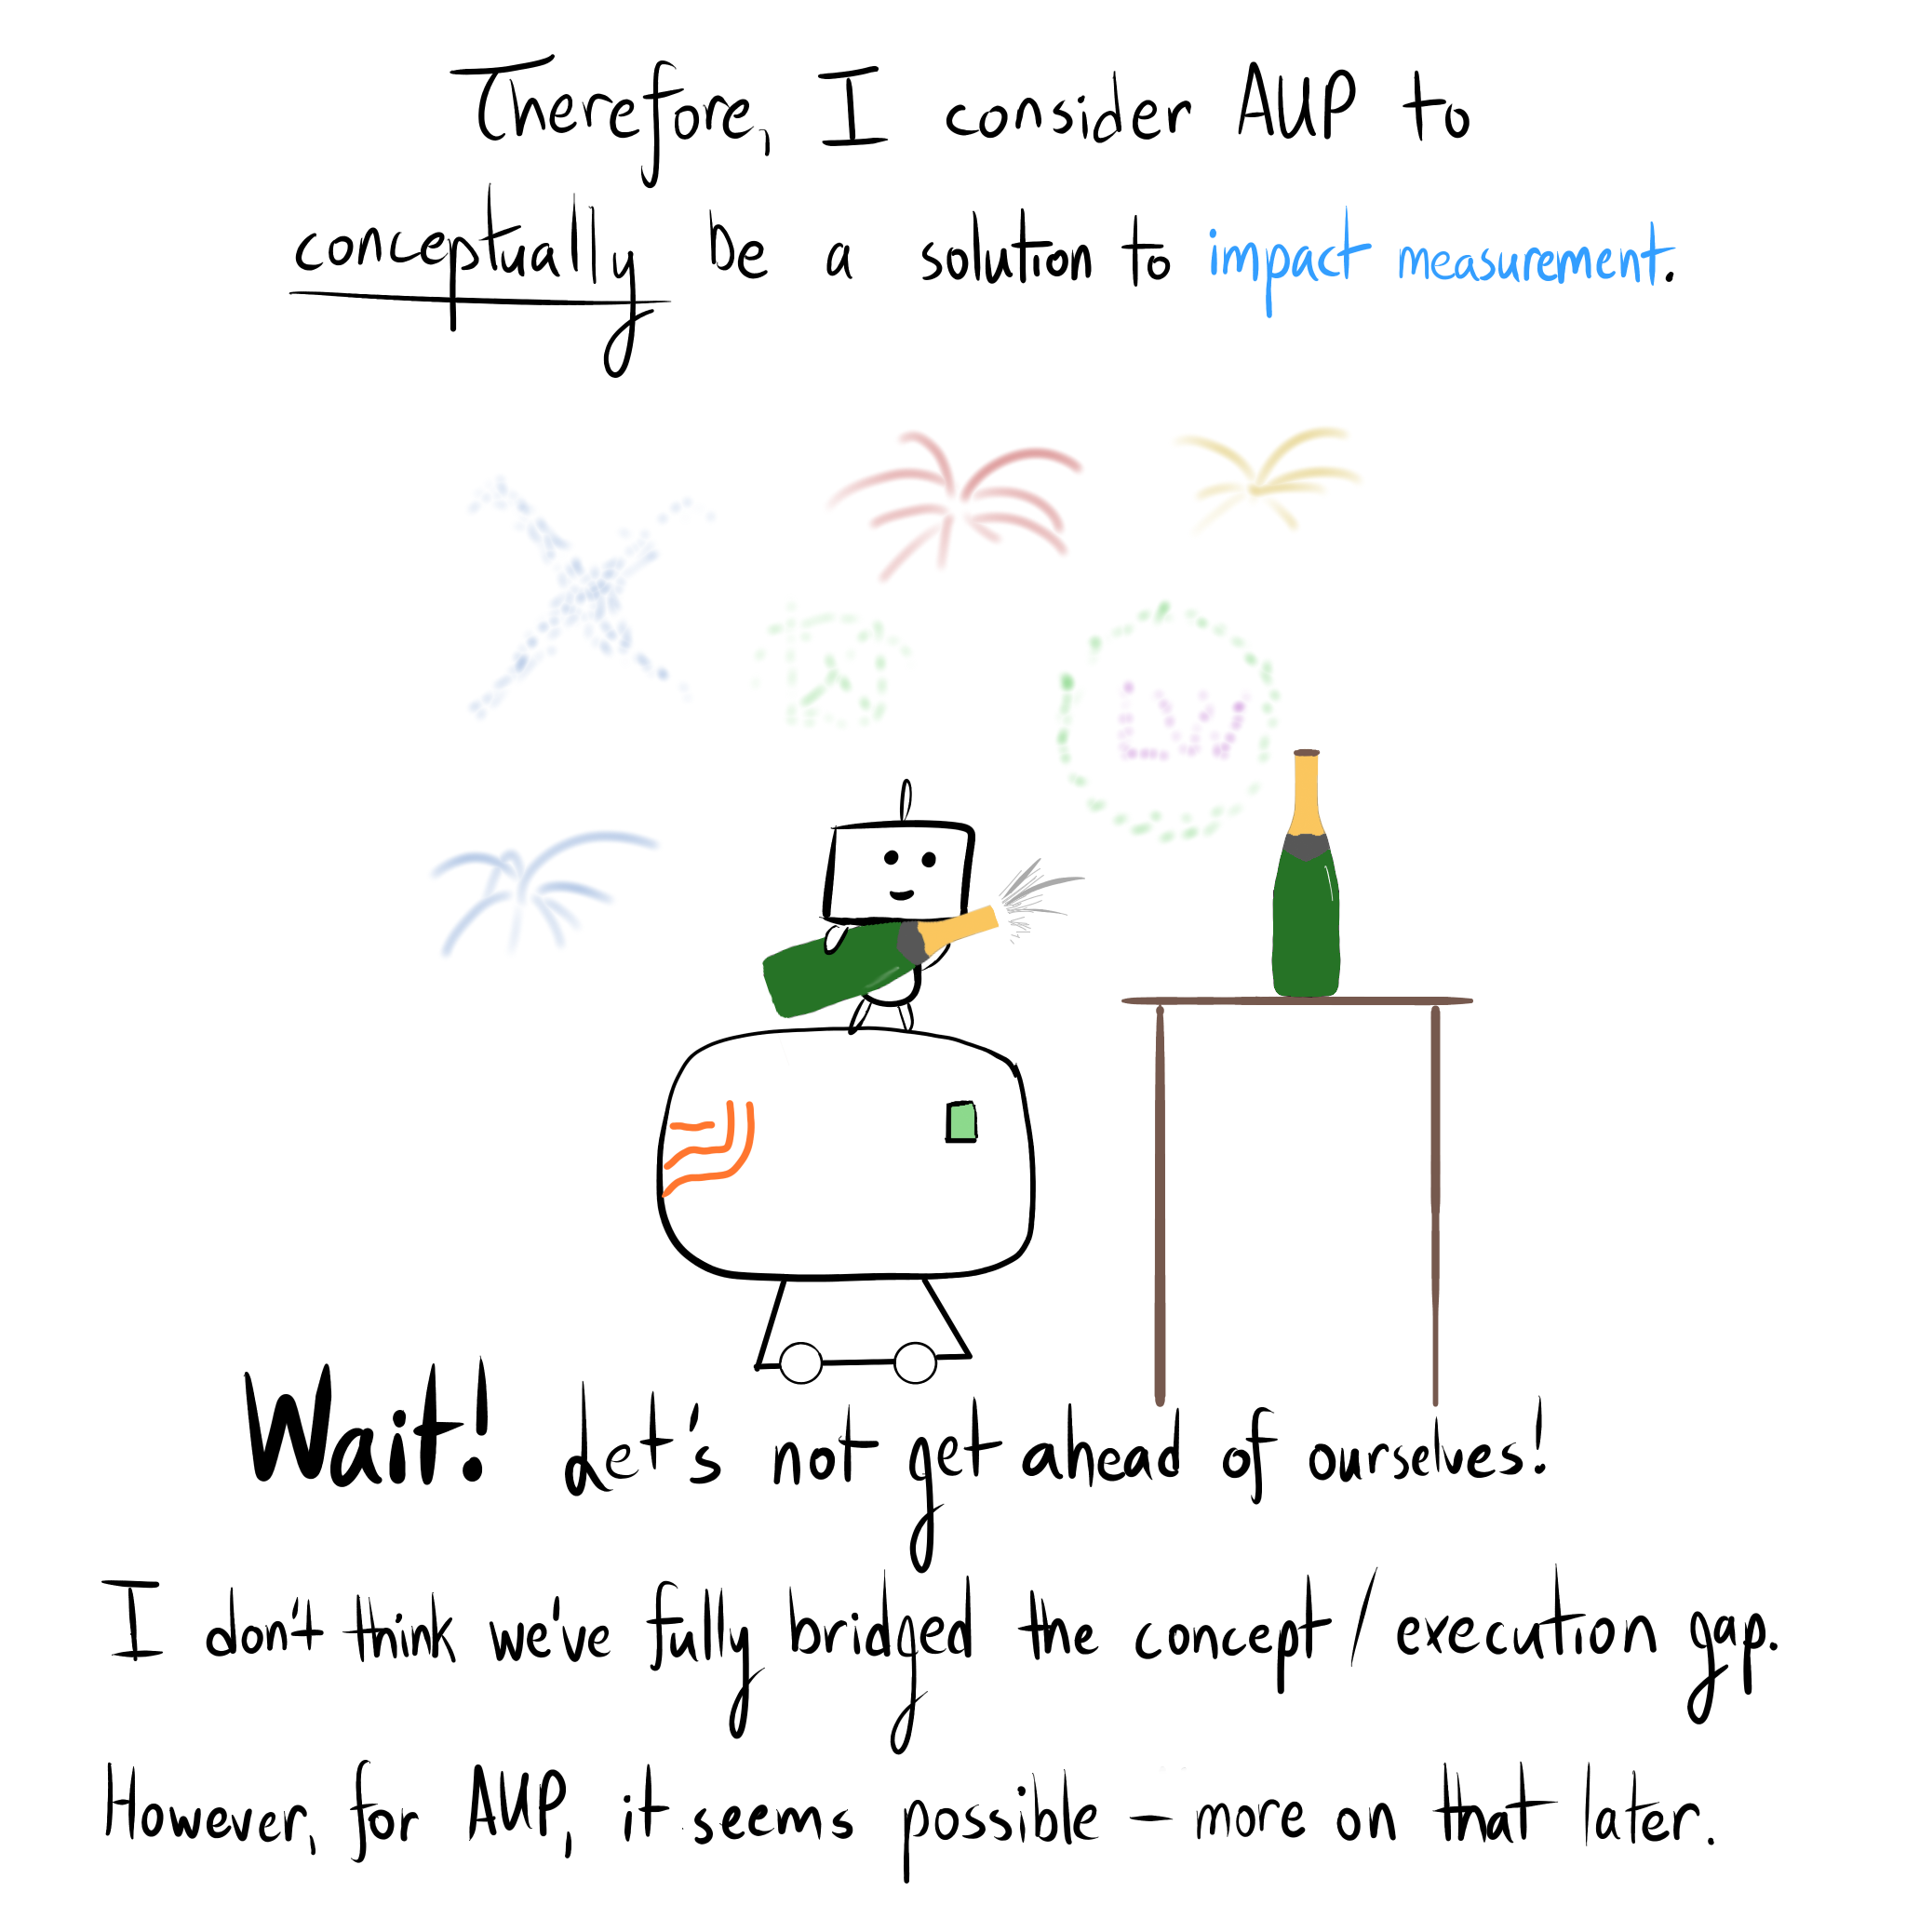 Therefore, I consider AUP to
conceptually be a solution to impact measurement.
LW
Wait! Let's not get ahead of ourselves!
I don't think we've fully bridged the concept/execution gap.
However, for AUP, it seems possible – more on that later.